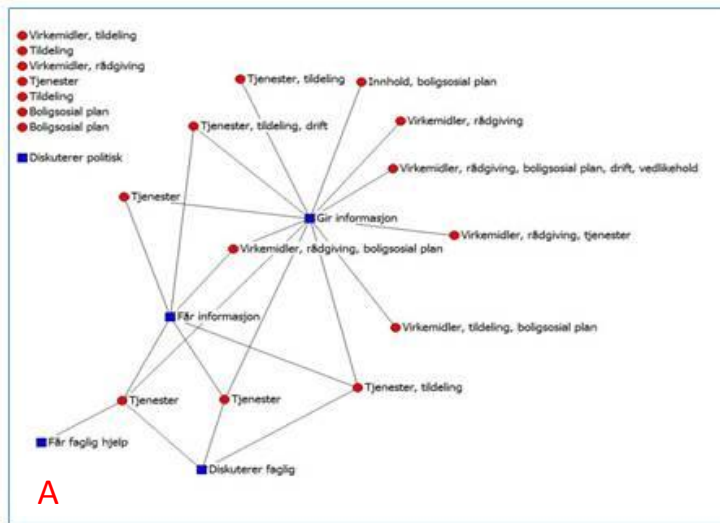 Virkemidler, tildeling
Tildeling
Virkemidler, rådgiving
Tjenester
Tildeling
Boligsosial plan
Boligsosial plan
Diskuterer politisk
Tjenester, tildeling
Innhold, boligsosial plan
Virkemidler, rådgiving
Tjenester, tildeling, drift
Virkemidler, rådgiving, boligsosial plan, drift, vedlikehold
Tjenester
Gir informasjon
Virkemidler, rådgiving, tjenester
Virkemidler, rådgiving, boligsosial plan
Får informasjon
Virkemidler, tildeling, boligsosial plan
Tjenester, tildeling
Tjenester
Tjenester
Får faglig hjelp
Diskuterer faglig
A